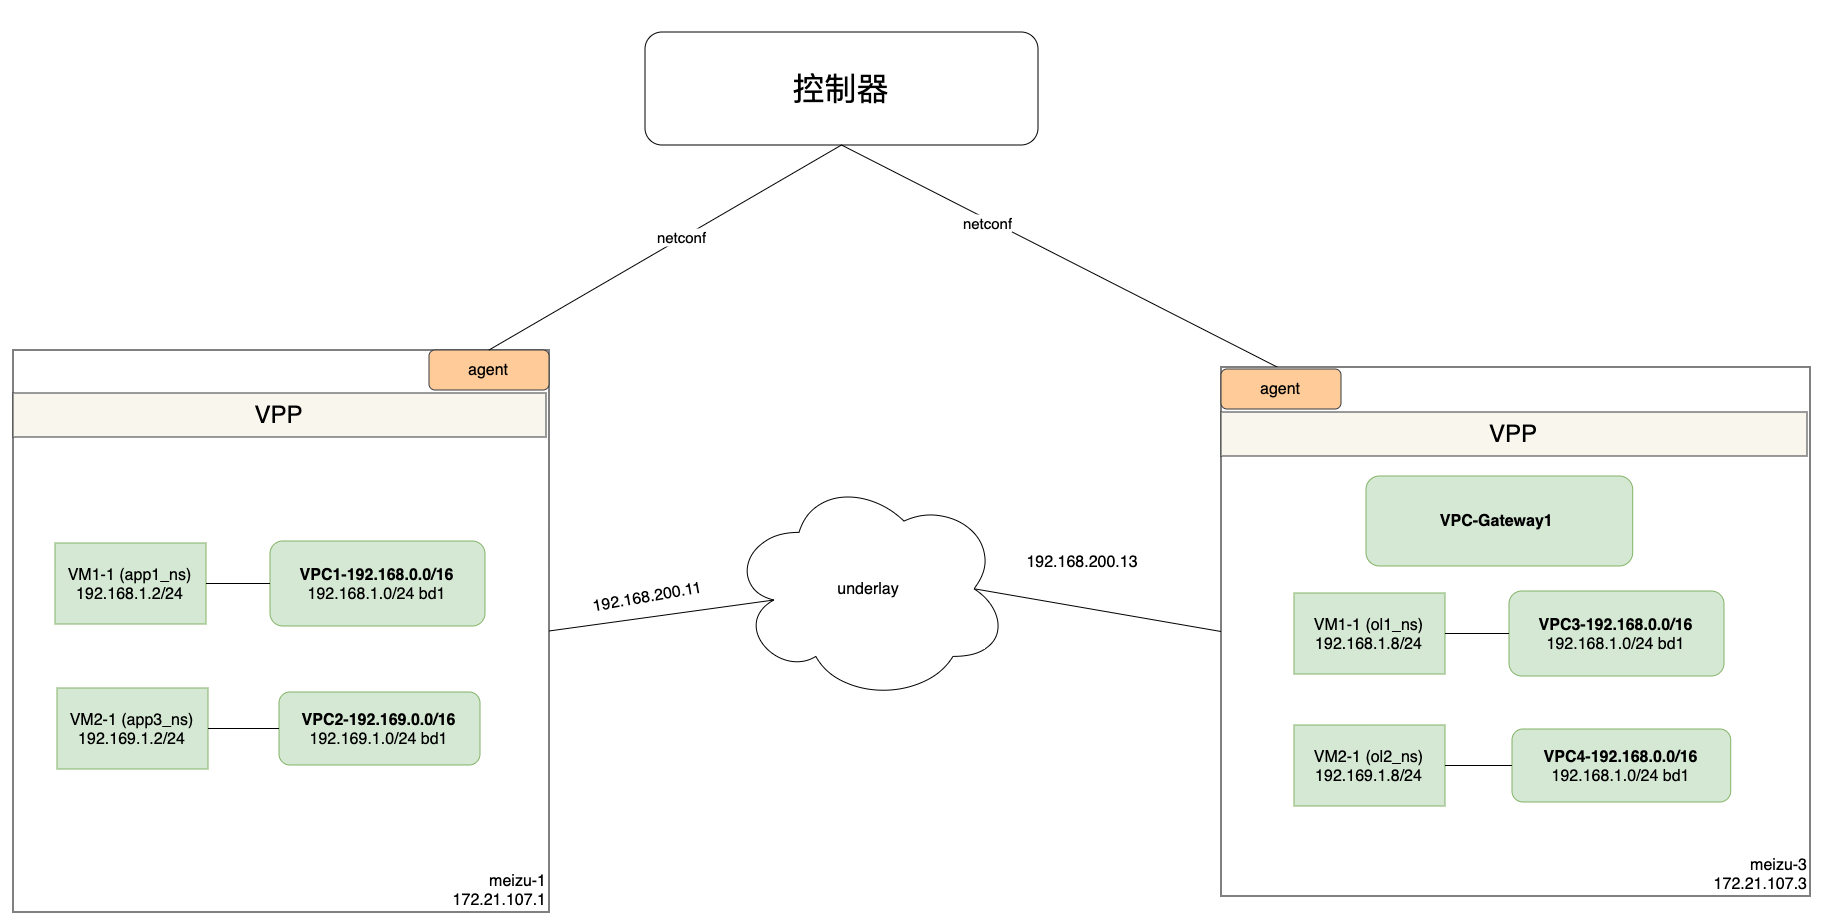 控制器
netconf
netconf
agent
VPP
VM1-1 (app1_ns)
192.168.1.2/24
VPC1-192.168.0.0/16
192.168.1.0/24 bd1
VM2-1 (app3_ns)
192.169.1.2/24
VPC2-192.169.0.0/16
192.169.1.0/24 bd1
meizu-1
172.21.107.1
192.168.200.11
underlay
192.168.200.13
agent
VPP
VPC-Gateway1
VM1-1 (ol1_ns)
192.168.1.8/24
VPC3-192.168.0.0/16
192.168.1.0/24 bd1
VM2-1 (ol2_ns)
192.169.1.8/24
VPC4-192.168.0.0/16
192.168.1.0/24 bd1
meizu-3
172.21.107.3